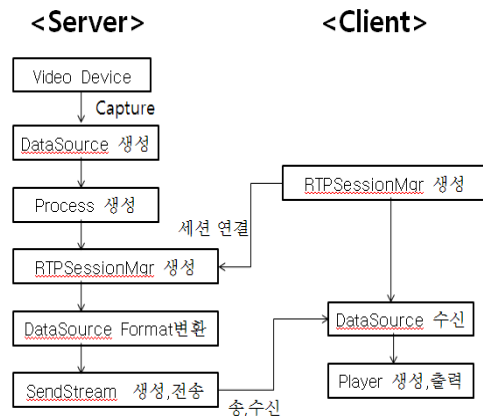 <Server>
<Client>
Video Device
Capture
DataSource 생성
Process 생성
RTPSessionMgr 생성
DataSource Format변환
SendStream 생성,전송
세션 연결
RTPSessionMgr 생성
DataSource 수신
Player 생성,출력
송,수신